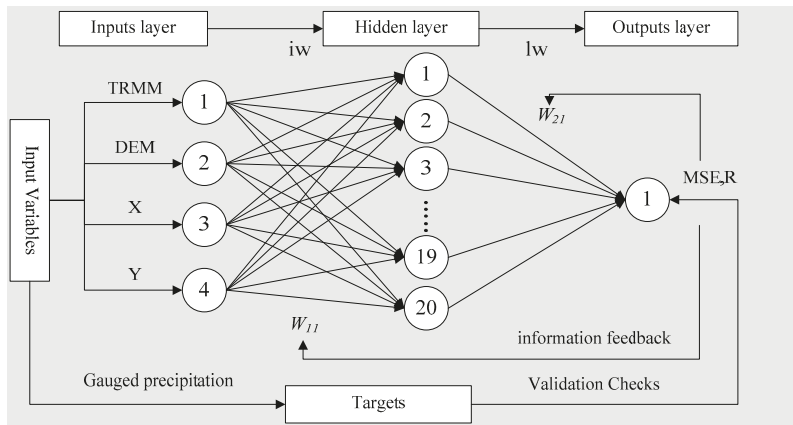 Inputs layer
iw
Hidden layer
lw
Outputs layer
Input Variables
TRMM
DEM
X
Y
1
2
3
4
1
2
3
19
20
1
W21
MSE,R
W11
information feedback
Gauged precipitation
Targets
Validation Checks